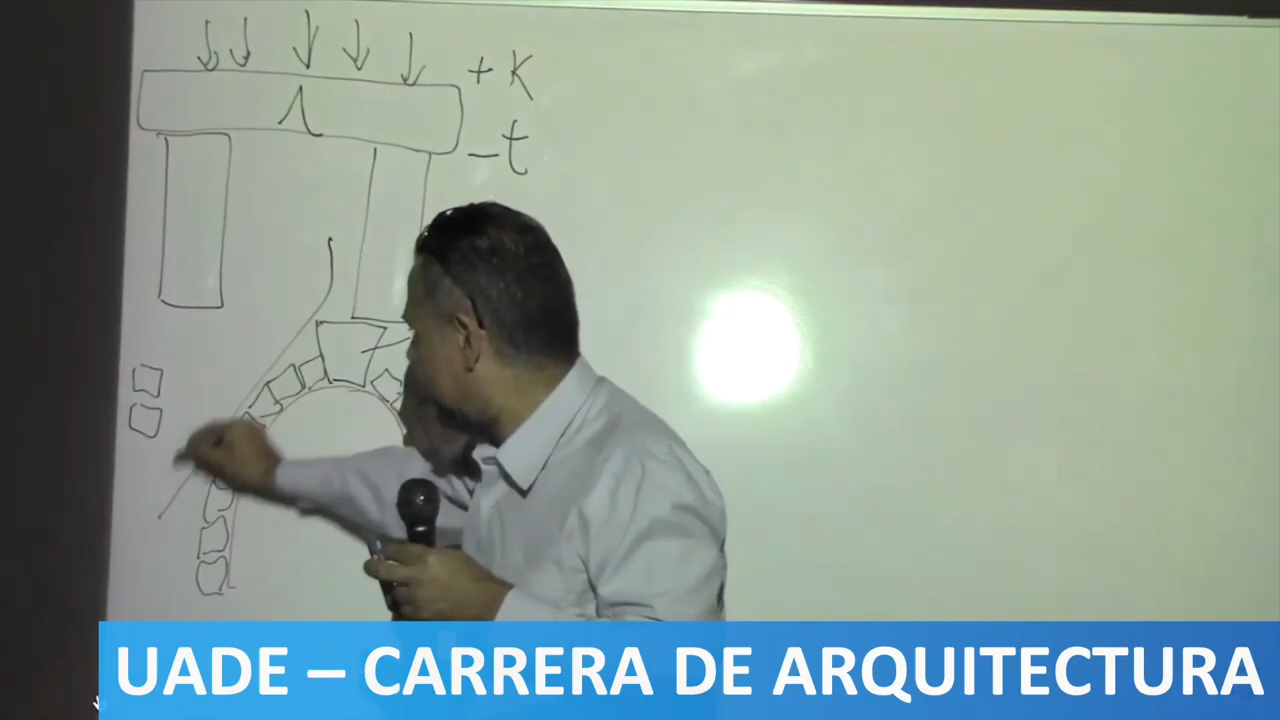 + K
- t
UADE – CARRERA DE ARQUITECTURA